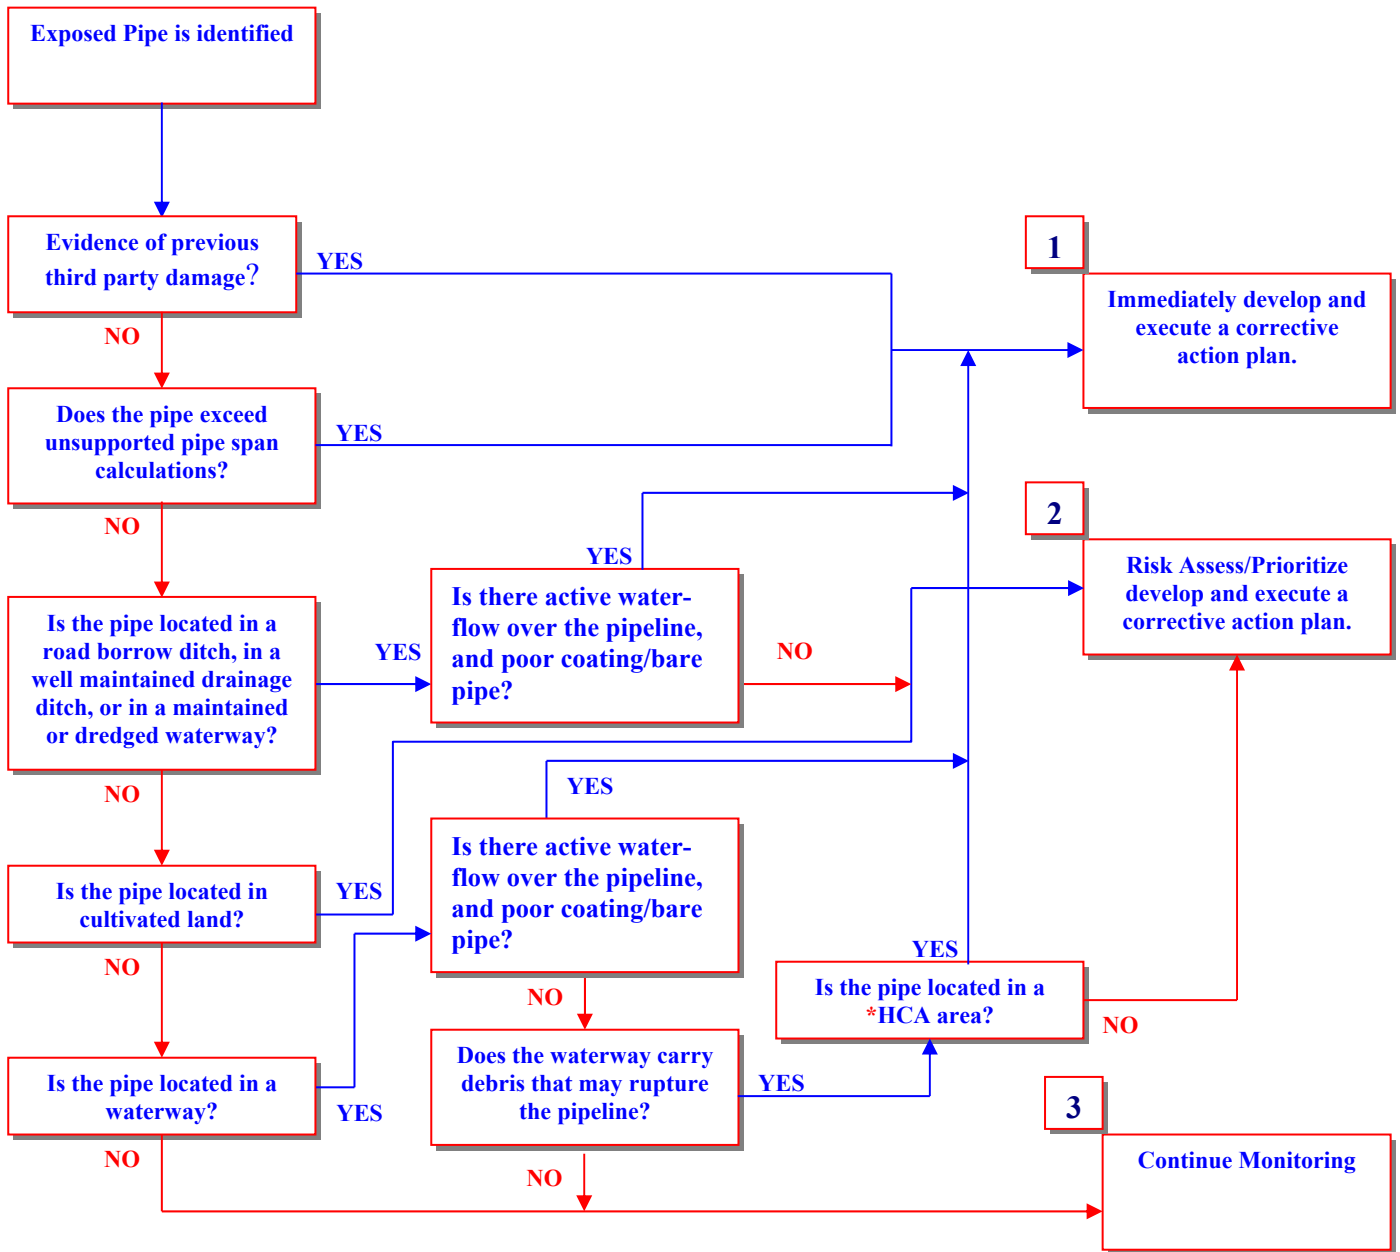 Exposed Pipe is identified
Evidence of previous
third party damage?
YES
NO
1
Immediately develop and
execute a corrective
action plan.
Does the pipe exceed
unsupported pipe span
calculations?
YES
NO
2
Risk Assess/Prioritize
develop and execute a
corrective action plan.
Is the pipe located in a
road borrow ditch, in a
well maintained drainage
ditch, or in a maintained
or dredged waterway?
YES
NO
YES
Is there active water-
flow over the pipeline,
and poor coating/bare
pipe?
NO
Is the pipe located in
cultivated land?
YES
NO
YES
Is there active water-
flow over the pipeline,
and poor coating/bare
pipe?
NO
YES
Is the pipe located in a
*HCA area?
NO
Is the pipe located in a
waterway?
YES
NO
Does the waterway carry
debris that may rupture
the pipeline?
YES
NO
3
Continue Monitoring